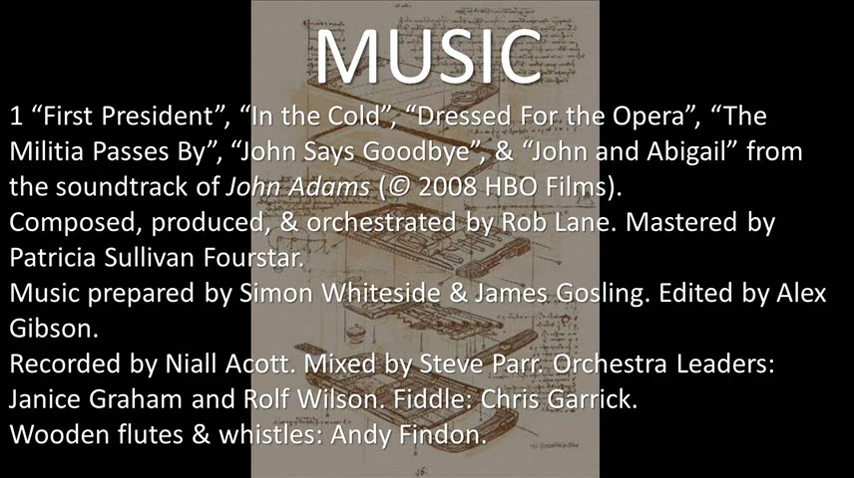 MUSIC
1 “First President”, “In the Cold”, “Dressed For the Opera”, “The
Militia Passes By”, “John Says Goodbye”, & “John and Abigail” from
the soundtrack of John Adams (© 2008 HBO Films).
Composed, produced, & orchestrated by Rob Lane. Mastered by
Patricia Sullivan Fourstar.
Music prepared by Simon Whiteside & James Gosling. Edited by Alex
Gibson.
Recorded by Niall Acott. Mixed by Steve Parr. Orchestra Leaders:
Janice Graham and Rolf Wilson. Fiddle: Chris Garrick.
Wooden flutes & whistles: Andy Findon.